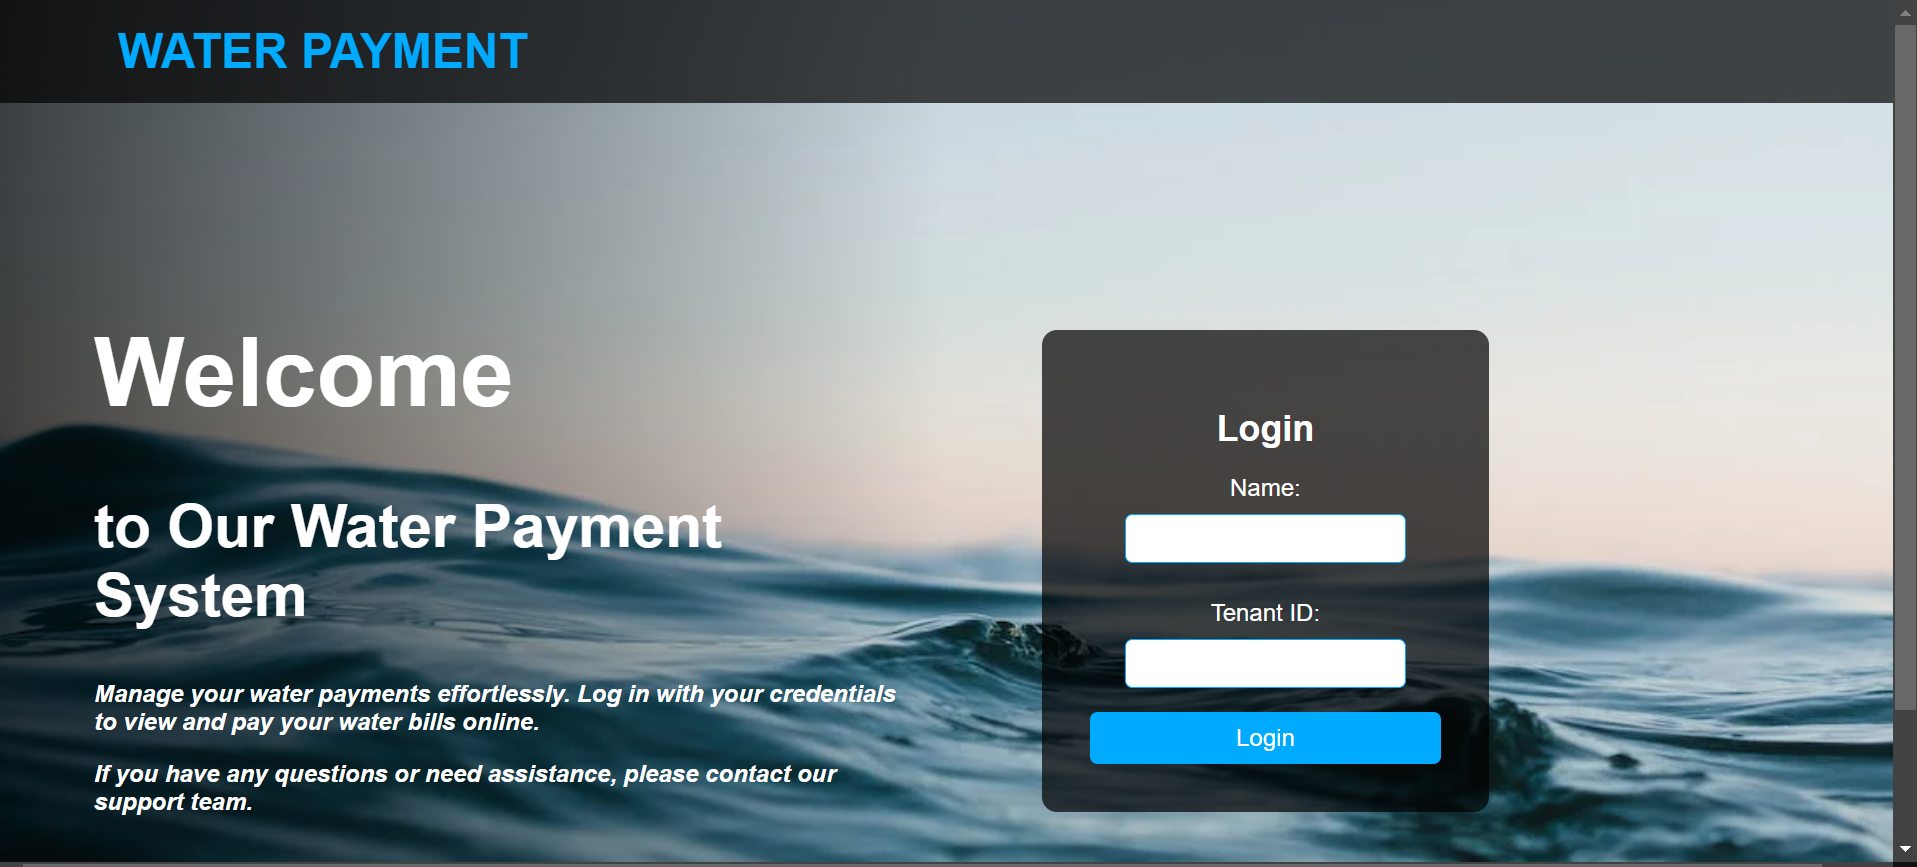 WATER PAYMENT
Welcome
to Our Water Payment
System
Manage your water payments effortlessly. Log in with your credentials
to view and pay your water bills online.
If you have any questions or need assistance, please contact our
support team.
Login
Name:
Tenant ID:
Login